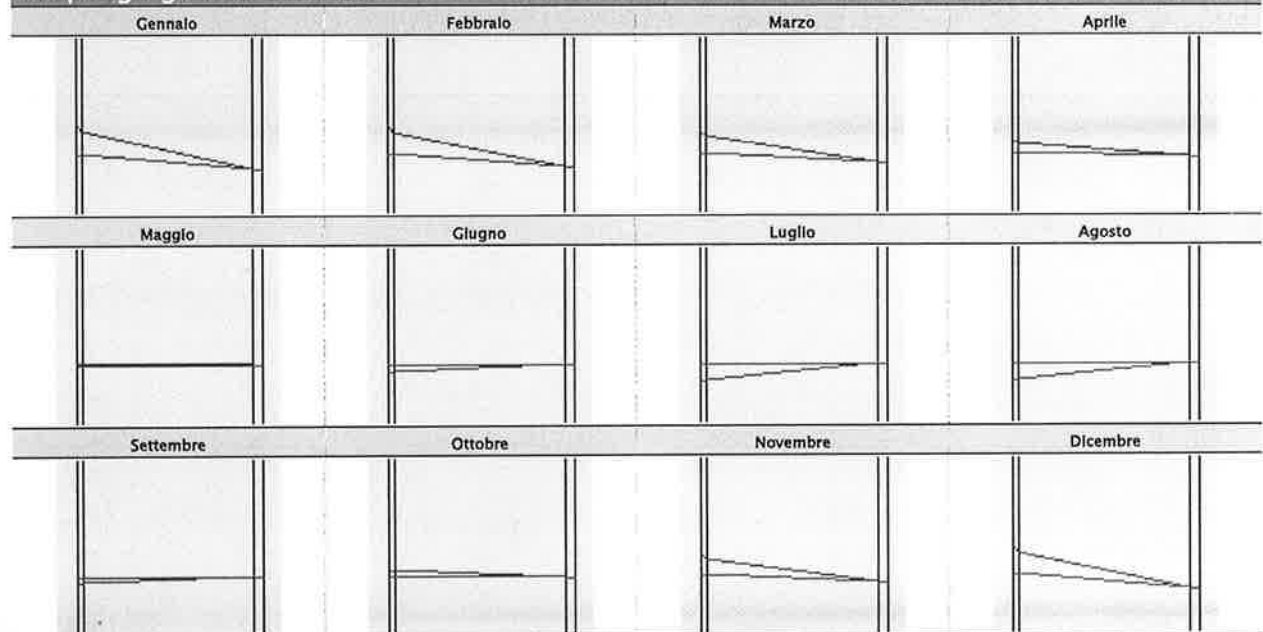 Gennaio Febbraio Marzo Aprile
Maggio Giugno Luglio Agosto
Settembre Ottobre Novembre Dicembre